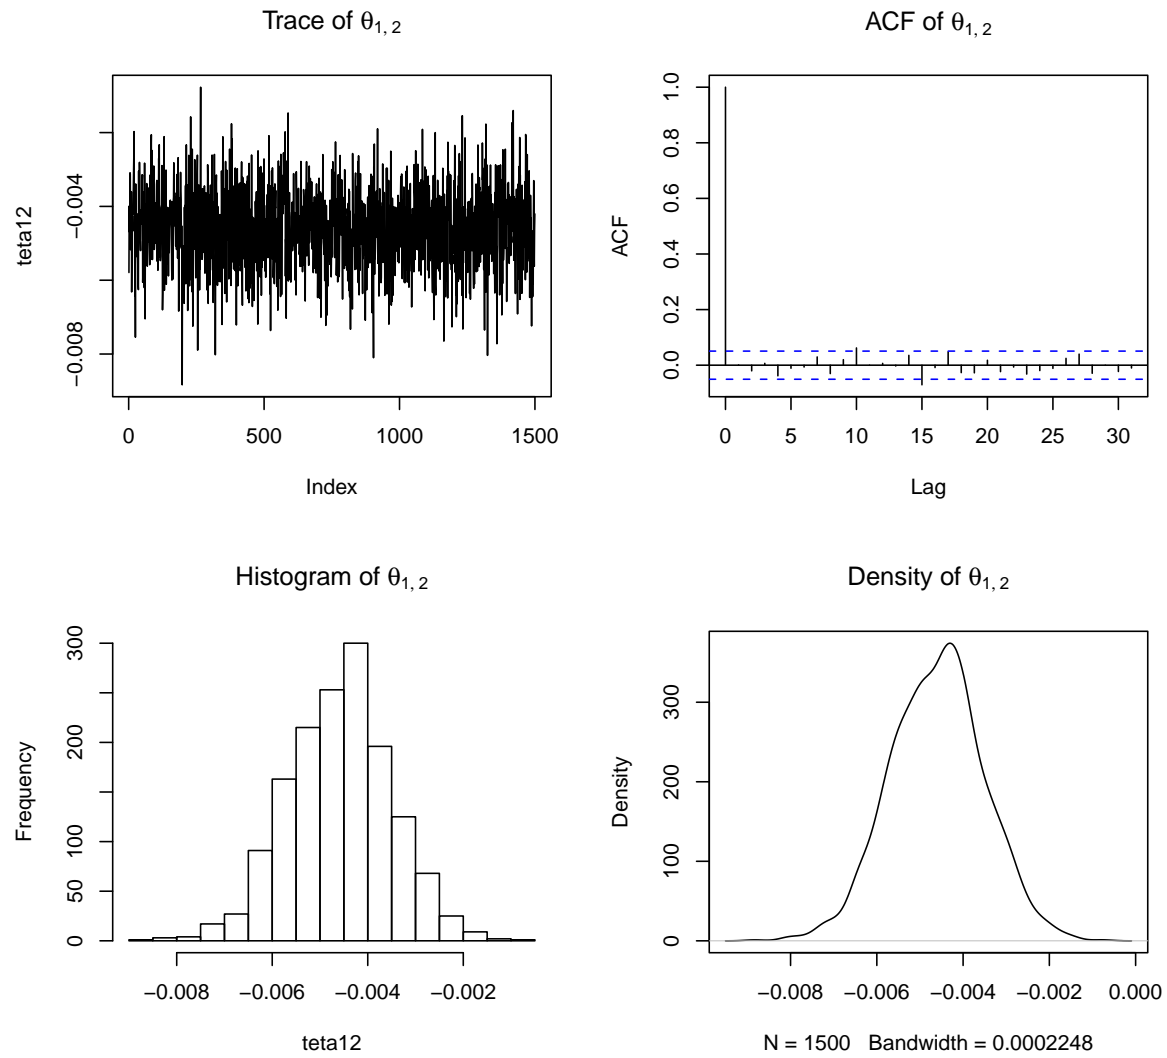 Trace of θ1, 2
teta12
−0.004
−0.008
0 500 1000 1500
Index
ACF of θ1, 2
ACF
1.0
0.8
0.6
0.4
0.2
0.0
0 5 10 15 20 25 30
Lag
Histogram of θ1, 2
Frequency
300
200
100
50
0
−0.008 −0.006 −0.004 −0.002
teta12
Density of θ1, 2
Density
300
200
100
0
−0.008 −0.006 −0.004 −0.002 0.000
N = 1500 Bandwidth = 0.0002248